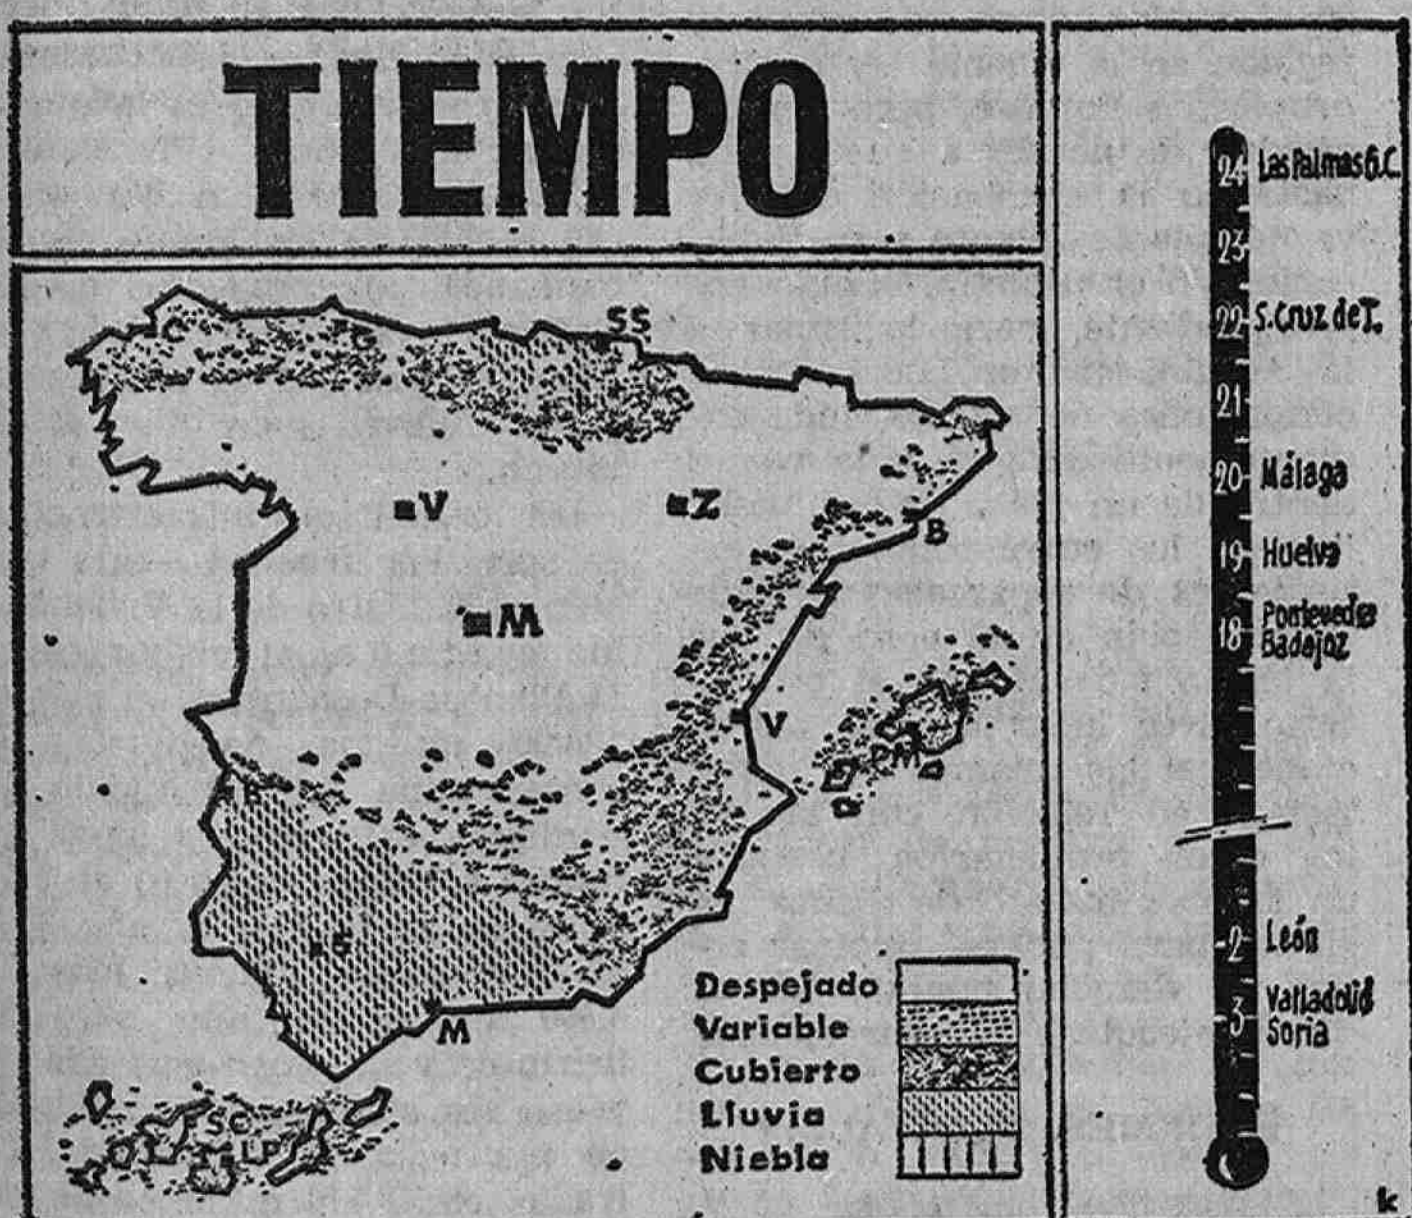 TIEMPO
C
G
SS
V
Z
B
M
V
PM
B
S
M
SC
LP
Despejado
Variable
Cubierto
Lluvia
Niebla
24 Las Palmas G.C.
23
22 S. Cruz de T.
21
20 Málaga
19 Huelva
18 Pontevedra
Badajoz
-2 León
-3 Valladolid
Soria
k